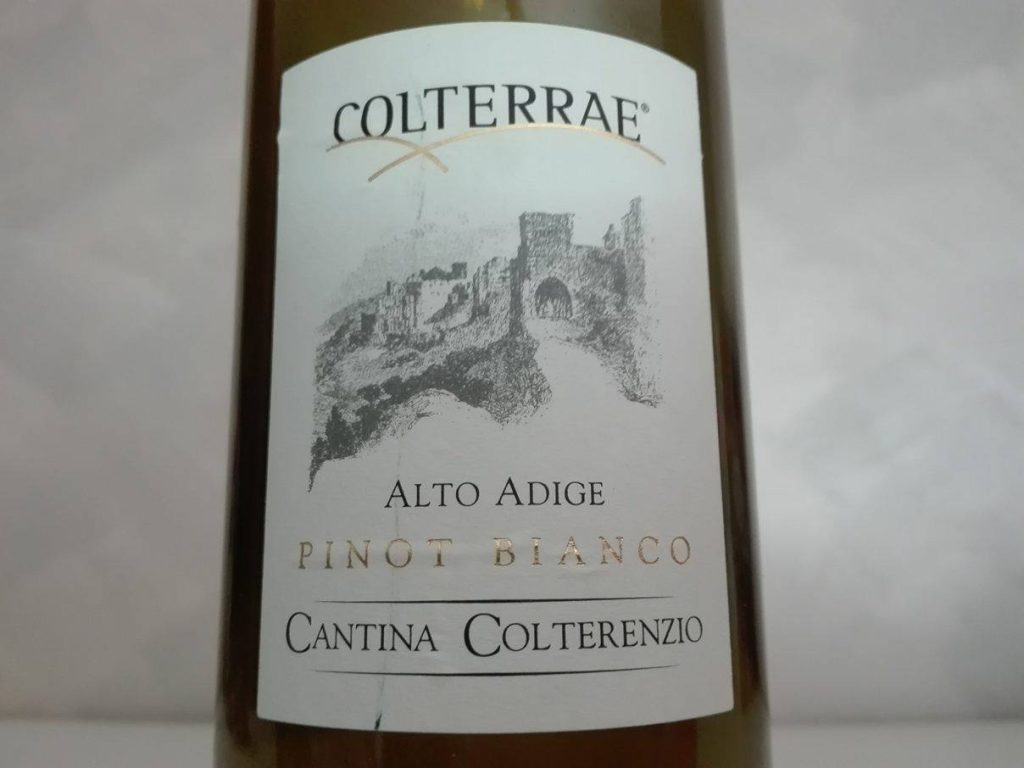 COLTERRAE®
ALTO ADIGE
PINOT BIANCO
CANTINA COLTERENZIO